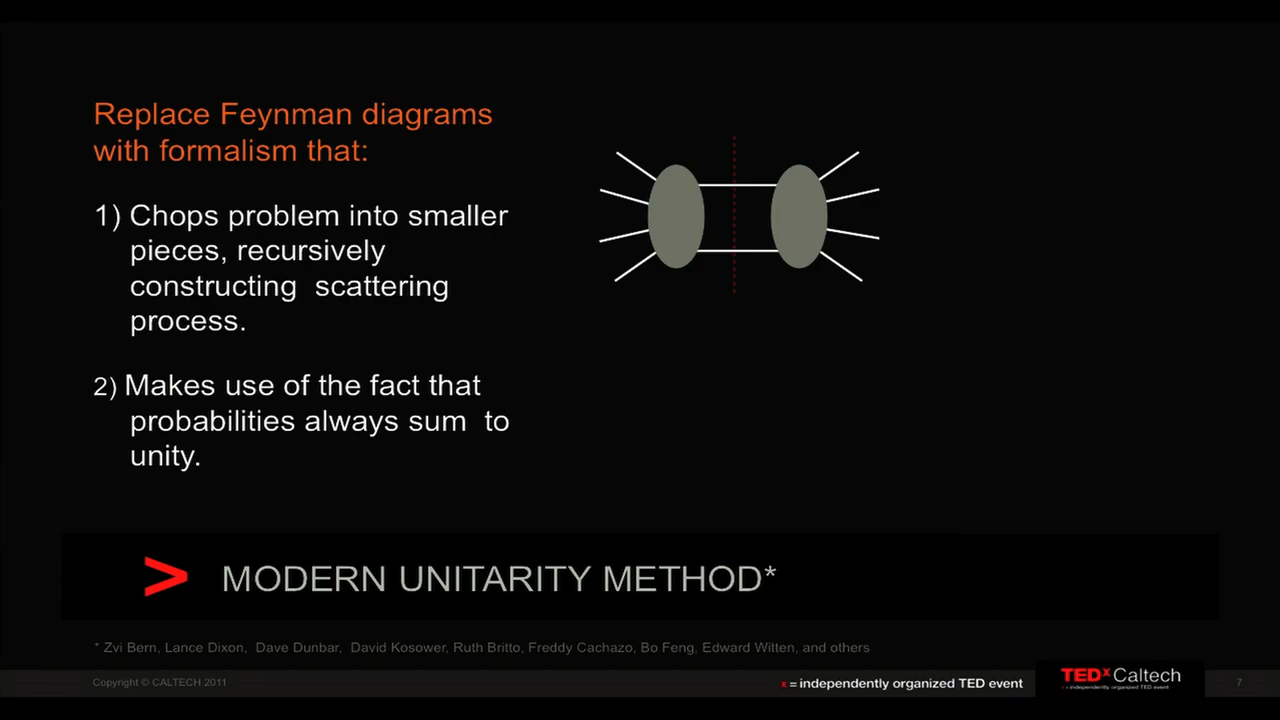 Replace Feynman diagrams
with formalism that:
1) Chops problem into smaller
pieces, recursively
constructing scattering
process.
2) Makes use of the fact that
probabilities always sum to
unity.
> MODERN UNITARITY METHOD*
* Zvi Bern, Lance Dixon, Dave Dunbar, David Kosower, Ruth Britto, Freddy Cachazo, Bo Feng, Edward Witten, and others
Copyright © CALTECH 2011
x = independently organized TED event
TEDxCaltech
x = independently organized TED event
7